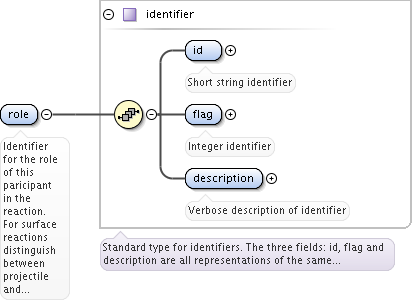 identifier
id
Short string identifier
role
flag
Identifier
for the role
of this
paricipant
in the
reaction.
For surface
reactions
distinguish
between
projectile
and...
Integer identifier
description
Verbose description of identifier
Standard type for identifiers. The three fields: id, flag and
description are all representations of the same...